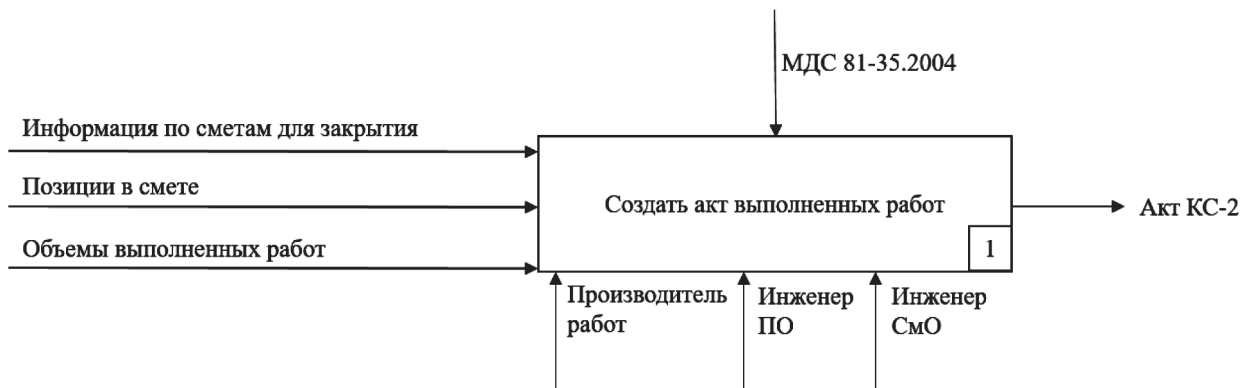 МДС 81-35.2004
Информация по сметам для закрытия
Позиции в смете
Объемы выполненных работ
Создать акт выполненных работ
1
Акт КС-2
Производитель
работ
Инженер
ПО
Инженер
СмО